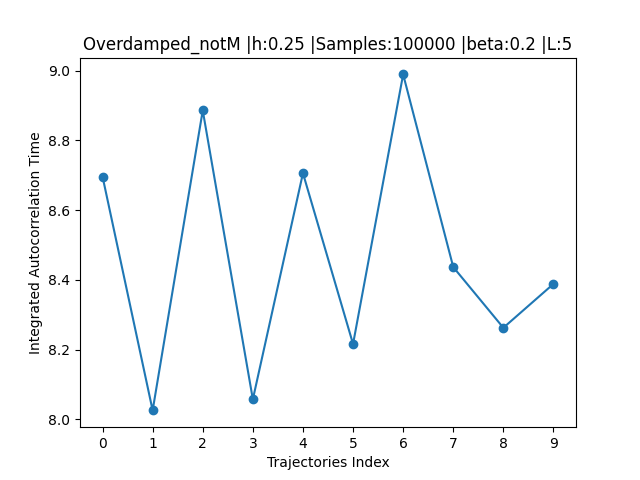 Overdamped_notM |h:0.25 |Samples:100000 |beta:0.2 |L:5
Integrated Autocorrelation Time
9.0
8.8
8.6
8.4
8.2
8.0
0 1 2 3 4 5 6 7 8 9
Trajectories Index